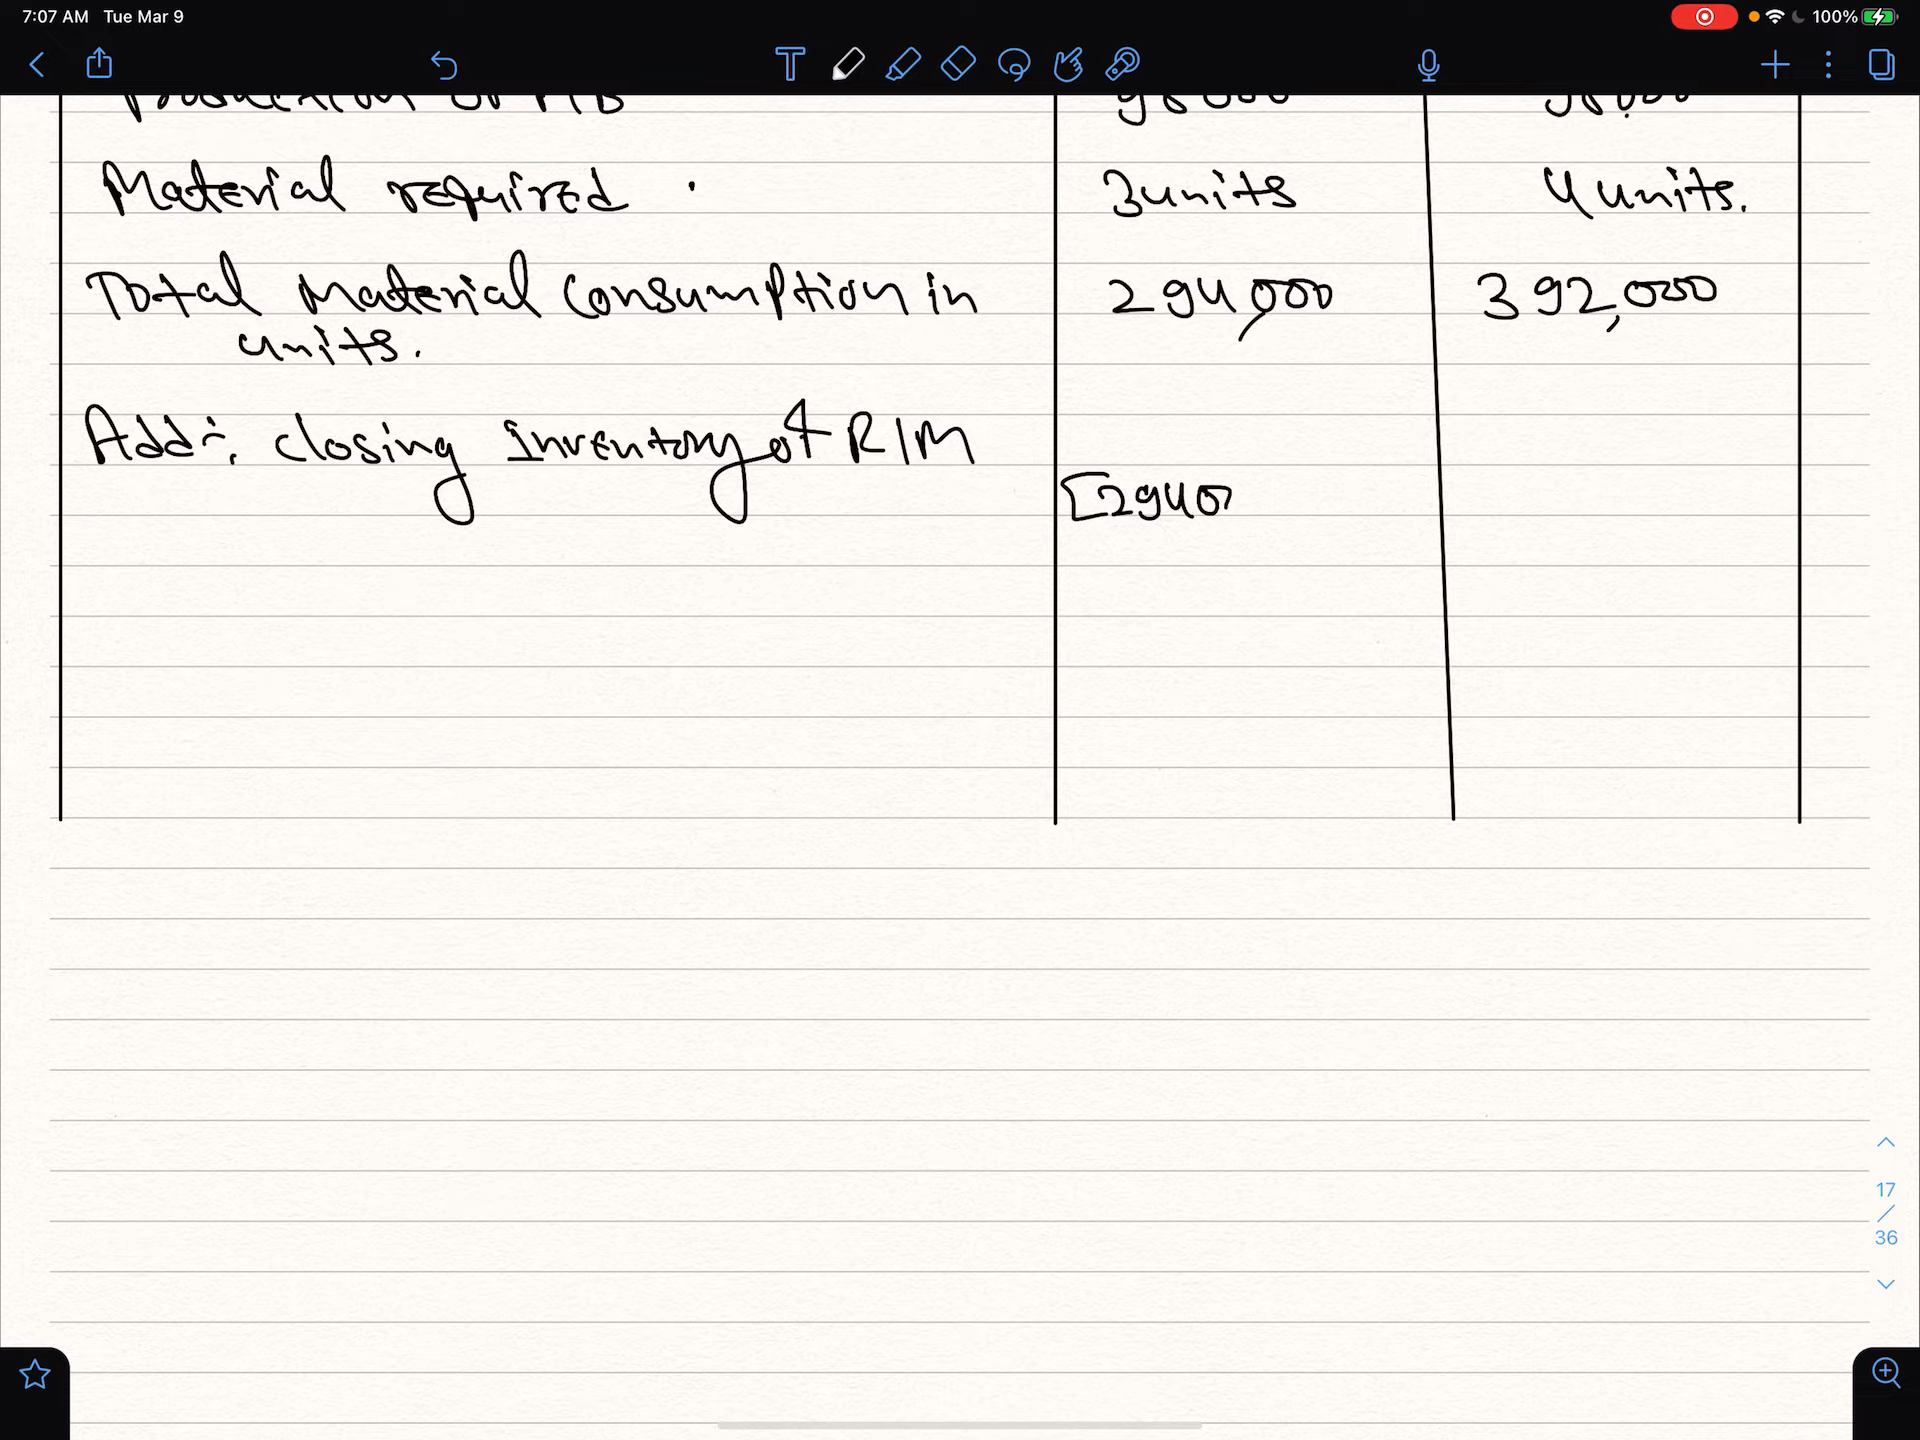 7:07 AM Tue Mar 9
100%
Material required . 3units 4units.
Total Material Consumption in 294,000 392,000
units.
Add:. closing inventory of R/M
[2940
17
/
36